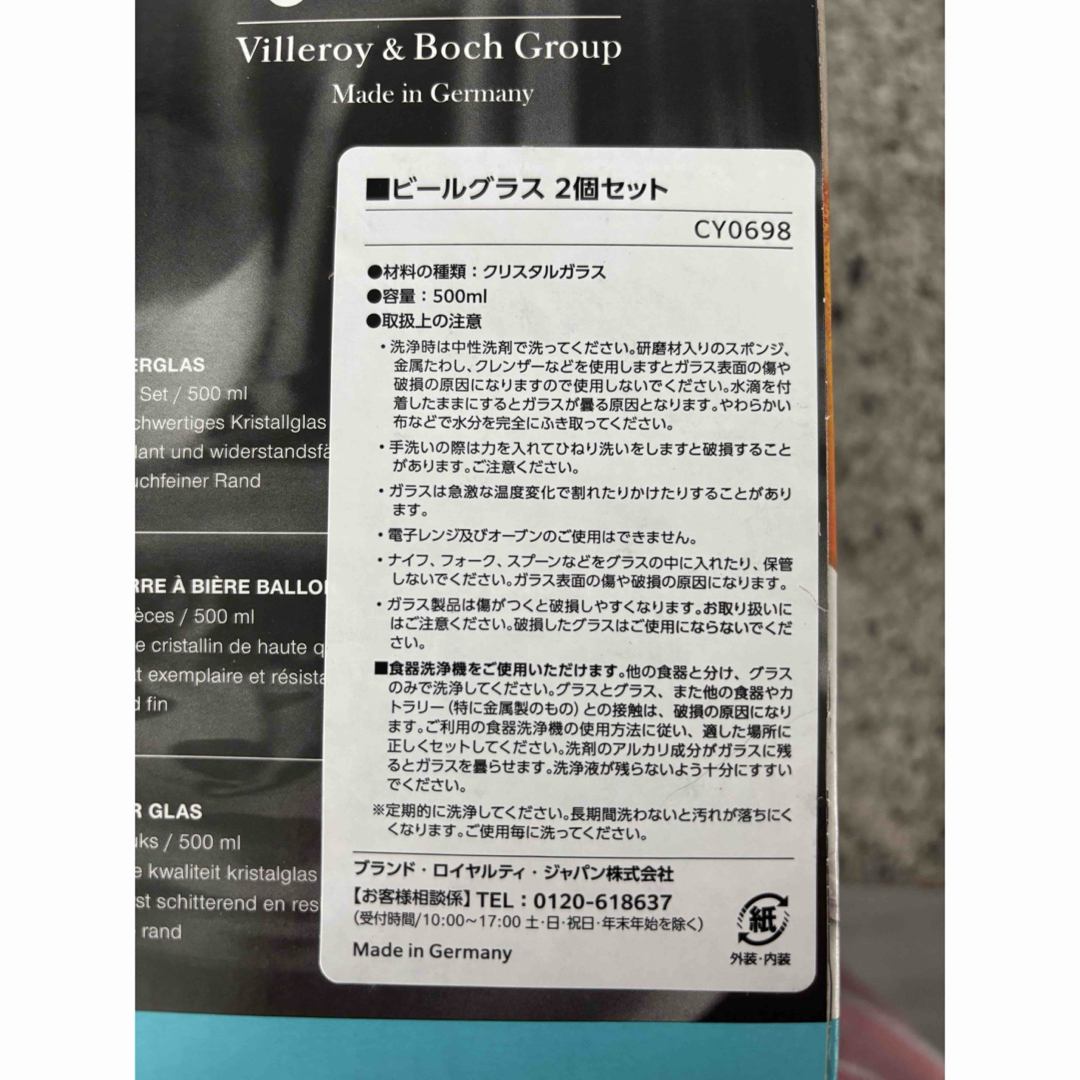 Villeroy & Boch Group
Made in Germany
■ビールグラス 2個セット
CY0698
●材料の種類：クリスタルガラス
●容量：500ml
●取扱上の注意
・洗浄時は中性洗剤で洗ってください。研磨材入りのスポンジ、
金属たわし、クレンザーなどを使用しますとガラス表面の傷や
破損の原因になりますので使用しないでください。水滴を付
着したままにするとガラスが曇る原因となります。やわらかい
布などで水分を完全にふき取ってください。
・手洗いの際は力を入れてひねり洗いをしますと破損すること
があります。ご注意ください。
・ガラスは急激な温度変化で割れたりかけたりすることがあり
ます。
・電子レンジ及びオーブンのご使用はできません。
・ナイフ、フォーク、スプーンなどをグラスの中に入れたり、保管
しないでください。ガラス表面の傷や破損の原因になります。
・ガラス製品は傷がつくと破損しやすくなります。お取り扱いに
はご注意ください。破損したグラスはご使用にならないでくだ
さい。
■食器洗浄機をご使用いただけます。他の食器と分け、グラス
のみで洗浄してください。グラスとグラス、また他の食器やカ
トラリー（特に金属製のもの）との接触は、破損の原因になり
ます。ご利用の食器洗浄機の使用方法に従い、適した場所に
正しくセットしてください。洗剤のアルカリ成分がガラスに残
るとガラスを曇らせます。洗浄液が残らないよう十分にすすい
でください。
※定期的に洗浄してください。長期間洗わないと汚れが落ちにく
くなります。ご使用毎に洗ってください。
ブランド・ロイヤルティ・ジャパン株式会社
【お客様相談係】TEL：0120-618637
（受付時間/10:00～17:00 土・日・祝日・年末年始を除く）
Made in Germany
紙
外装・内装
ERGLAS
Set / 500 ml
chwertiges Kristallglas
lant und widerstandsfä
uchfeiner Rand
RRE À BIÈRE BALLO
èces / 500 ml
e cristallin de haute q
t exemplaire et résista
d fin
R GLAS
uks / 500 ml
e kwaliteit kristalglas
st schitterend en res
rand